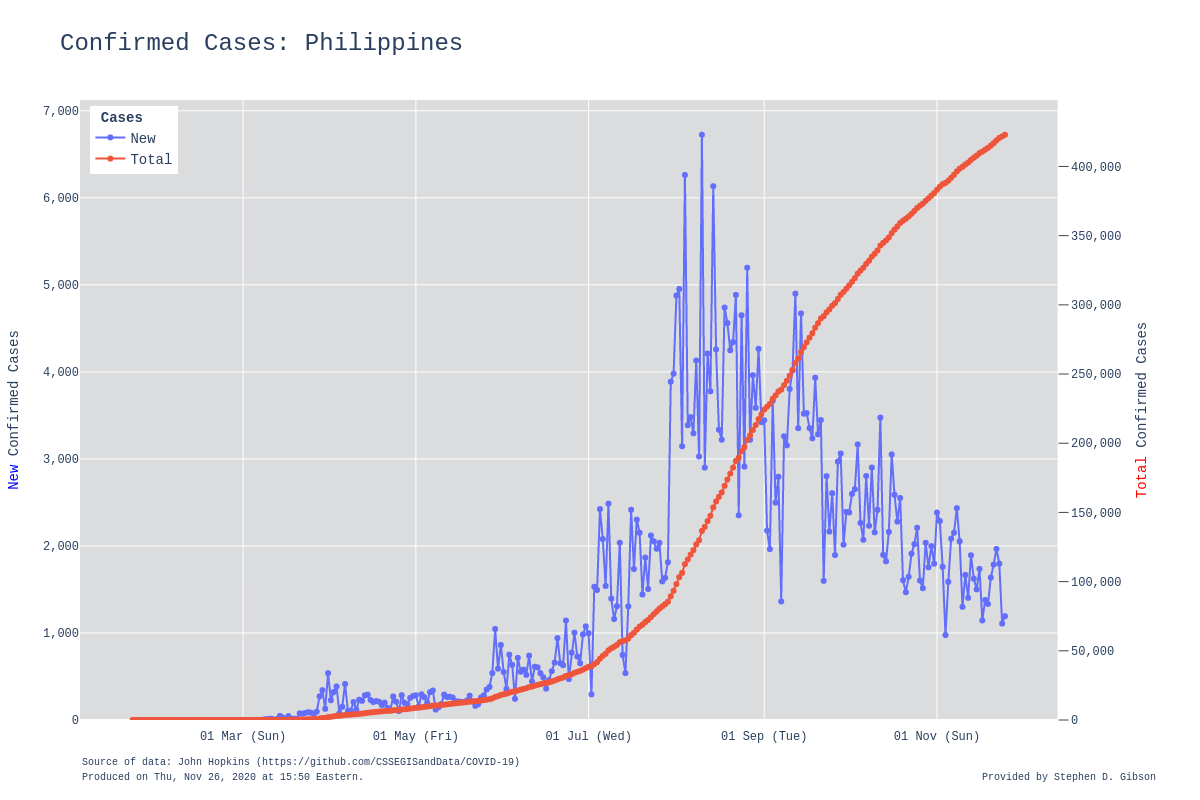 Confirmed Cases: Philippines
Cases
New
Total
7,000
6,000
5,000
4,000
3,000
2,000
1,000
0
New Confirmed Cases
400,000
350,000
300,000
250,000
200,000
150,000
100,000
50,000
0
Total Confirmed Cases
01 Mar (Sun)
01 May (Fri)
01 Jul (Wed)
01 Sep (Tue)
01 Nov (Sun)
Source of data: John Hopkins (https://github.com/CSSEGISandData/COVID-19)
Produced on Thu, Nov 26, 2020 at 15:50 Eastern.
Provided by Stephen D. Gibson